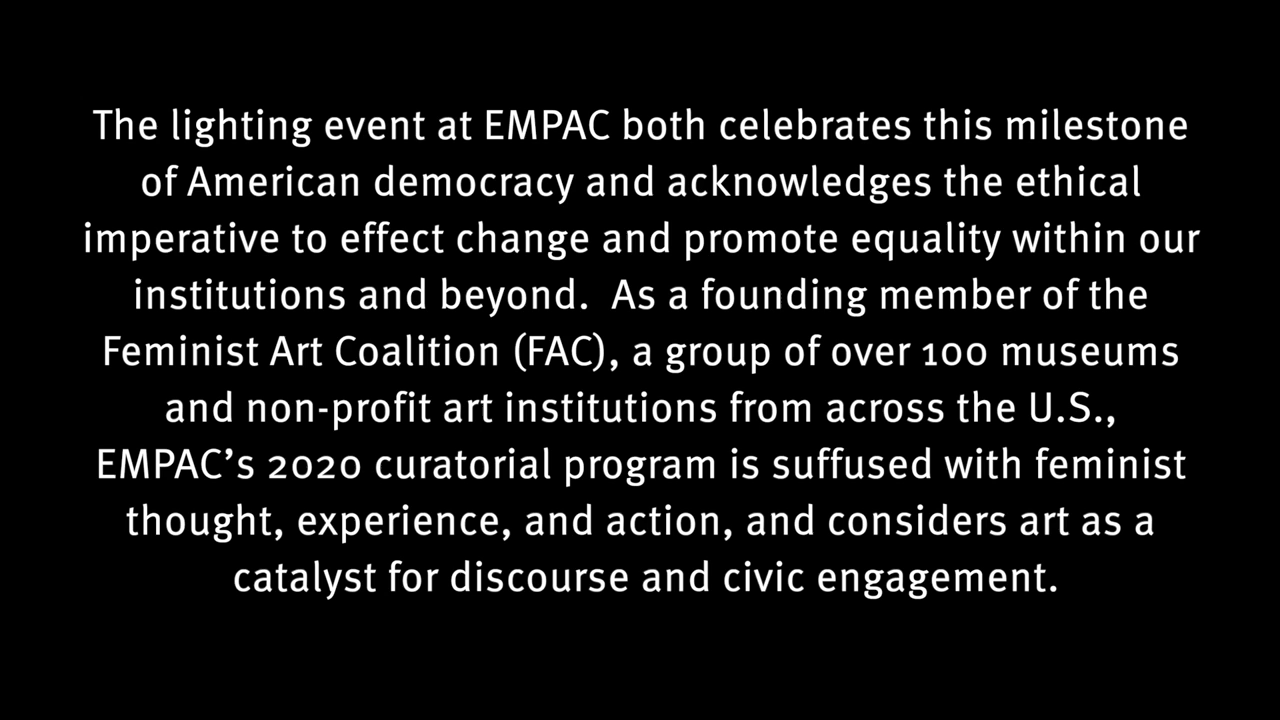 The lighting event at EMPAC both celebrates this milestone
of American democracy and acknowledges the ethical
imperative to effect change and promote equality within our
institutions and beyond.  As a founding member of the
Feminist Art Coalition (FAC), a group of over 100 museums
and non-profit art institutions from across the U.S.,
EMPAC’s 2020 curatorial program is suffused with feminist
thought, experience, and action, and considers art as a
catalyst for discourse and civic engagement.